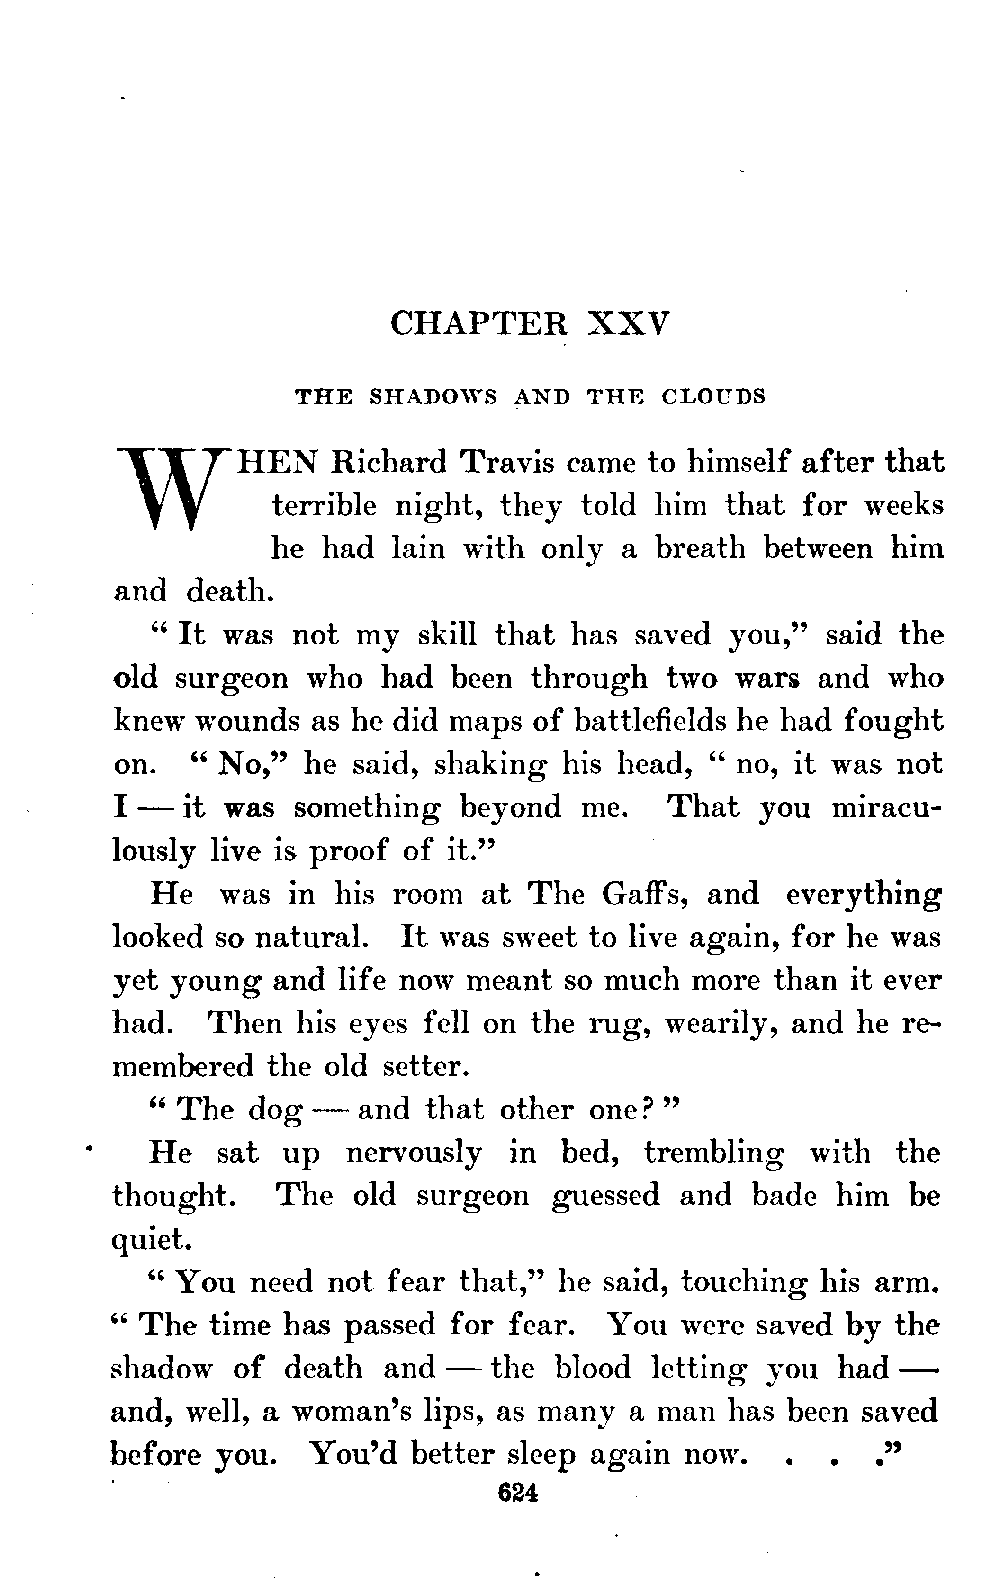 CHAPTER XXV
THE SHADOWS AND THE CLOUDS
WHEN Richard Travis came to himself after that
terrible night, they told him that for weeks
he had lain with only a breath between him
and death.
“ It was not my skill that has saved you,” said the
old surgeon who had been through two wars and who
knew wounds as he did maps of battlefields he had fought
on. “ No,” he said, shaking his head, “ no, it was not
I — it was something beyond me. That you miracu-
lously live is proof of it.”
He was in his room at The Gaffs, and everything
looked so natural. It was sweet to live again, for he was
yet young and life now meant so much more than it ever
had. Then his eyes fell on the rug, wearily, and he re-
membered the old setter.
“ The dog — and that other one? ”
He sat up nervously in bed, trembling with the
thought. The old surgeon guessed and bade him be
quiet.
“ You need not fear that,” he said, touching his arm.
“ The time has passed for fear. You were saved by the
shadow of death and — the blood letting you had —
and, well, a woman’s lips, as many a man has been saved
before you. You’d better sleep again now. . . .”
624